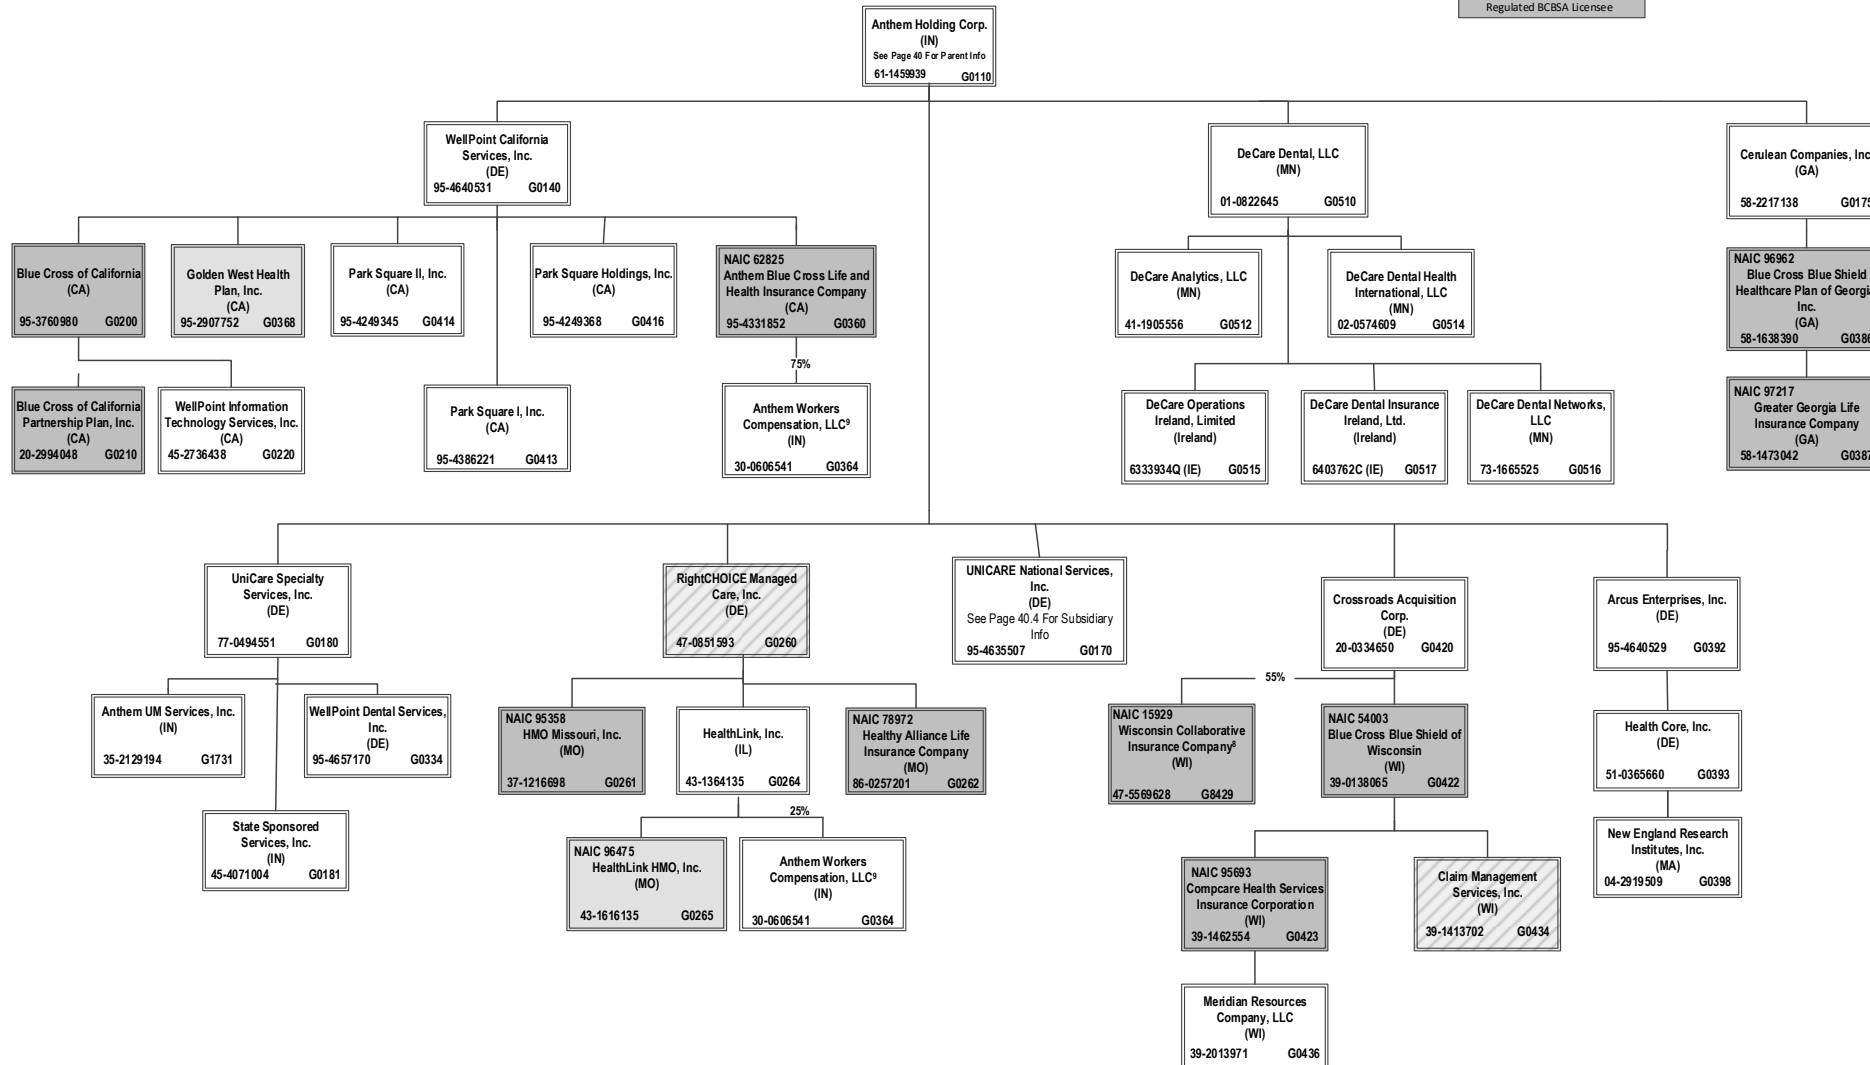 Regulated BCBSA Licensee
Anthem Holding Corp.
(IN)
See Page 40 For Parent Info
61-1459939 G0110
WellPoint California
Services, Inc.
(DE)
95-4640531 G0140
DeCare Dental, LLC
(MN)
01-0822645 G0510
Cerulean Companies, Inc
(GA)
58-2217138 G0175
Blue Cross of California
(CA)
95-3760980 G0200
Golden West Health
Plan, Inc.
(CA)
95-2907752 G0368
Park Square II, Inc.
(CA)
95-4249345 G0414
Park Square Holdings, Inc.
(CA)
95-4249368 G0416
NAIC 62825
Anthem Blue Cross Life and
Health Insurance Company
(CA)
95-4331852 G0360
DeCare Analytics, LLC
(MN)
41-1905556 G0512
DeCare Dental Health
International, LLC
(MN)
02-0574609 G0514
NAIC 96962
Blue Cross Blue Shield
Healthcare Plan of Georgia
Inc.
(GA)
58-1638390 G0386
75%
Blue Cross of California
Partnership Plan, Inc.
(CA)
20-2994048 G0210
WellPoint Information
Technology Services, Inc.
(CA)
45-2736438 G0220
Park Square I, Inc.
(CA)
95-4386221 G0413
Anthem Workers
Compensation, LLC⁹
(IN)
30-0606541 G0364
DeCare Operations
Ireland, Limited
(Ireland)
6333934Q (IE) G0515
DeCare Dental Insurance
Ireland, Ltd.
(Ireland)
6403762C (IE) G0517
DeCare Dental Networks,
LLC
(MN)
73-1665525 G0516
NAIC 97217
Greater Georgia Life
Insurance Company
(GA)
58-1473042 G0387
UniCare Specialty
Services, Inc.
(DE)
77-0494551 G0180
RightCHOICE Managed
Care, Inc.
(DE)
47-0851593 G0260
UNICARE National Services,
Inc.
(DE)
See Page 40.4 For Subsidiary
Info
95-4635507 G0170
Crossroads Acquisition
Corp.
(DE)
20-0334650 G0420
Arcus Enterprises, Inc.
(DE)
95-4640529 G0392
55%
Anthem UM Services, Inc.
(IN)
35-2129194 G1731
WellPoint Dental Services,
Inc.
(DE)
95-4657170 G0334
NAIC 95358
HMO Missouri, Inc.
(MO)
37-1216698 G0261
HealthLink, Inc.
(IL)
43-1364135 G0264
NAIC 78972
Healthy Alliance Life
Insurance Company
(MO)
86-0257201 G0262
NAIC 15929
Wisconsin Collaborative
Insurance Company⁸
(WI)
47-5569628 G8429
NAIC 54003
Blue Cross Blue Shield of
Wisconsin
(WI)
39-0138065 G0422
Health Core, Inc.
(DE)
51-0365660 G0393
25%
State Sponsored
Services, Inc.
(IN)
45-4071004 G0181
NAIC 96475
HealthLink HMO, Inc.
(MO)
43-1616135 G0265
Anthem Workers
Compensation, LLC⁹
(IN)
30-0606541 G0364
NAIC 95693
Compcare Health Services
Insurance Corporation
(WI)
39-1462554 G0423
Claim Management
Services, Inc.
(WI)
39-1413702 G0434
New England Research
Institutes, Inc.
(MA)
04-2919509 G0398
Meridian Resources
Company, LLC
(WI)
39-2013971 G0436